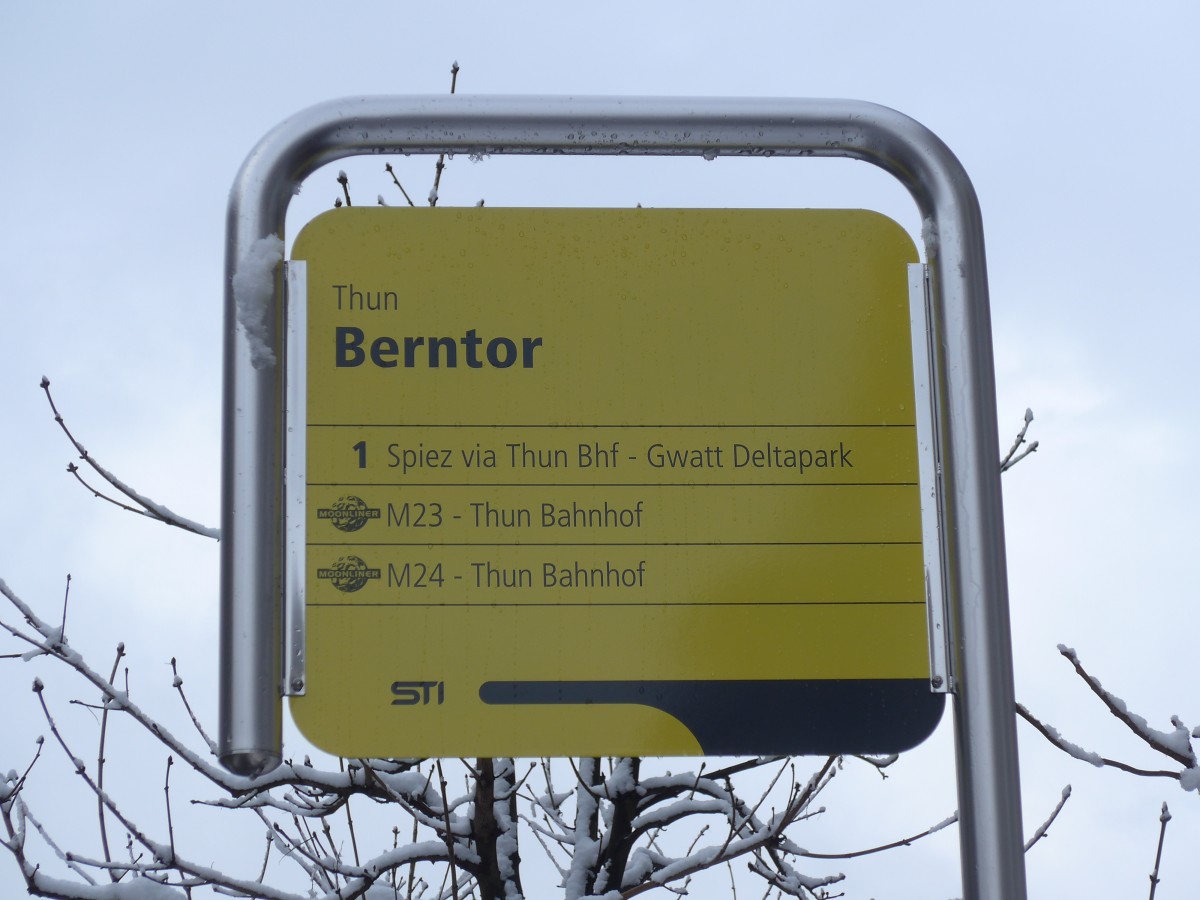 Thun
Berntor
1 Spiez via Thun Bhf - Gwatt Deltapark
MOONLINER M23 - Thun Bahnhof
MOONLINER M24 - Thun Bahnhof
STI